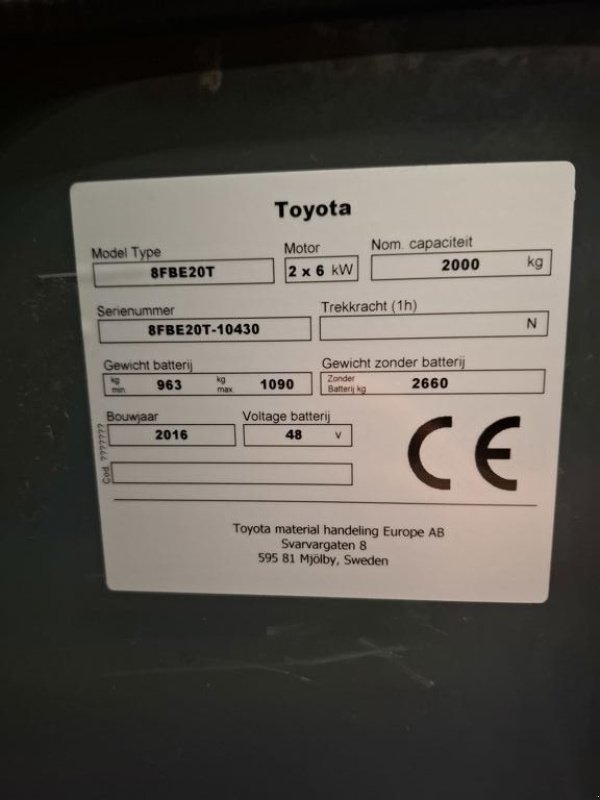 Toyota
Model Type Motor Nom. capaciteit
8FBE20T 2 x 6 kW 2000 kg
Serienummer Trekkracht (1h)
8FBE20T-10430 N
Gewicht batterij Gewicht zonder batterij
kg min. 963 kg max. 1090 Zonder Batterij kg 2660
Bouwjaar Voltage batterij
2016 48 V
Cod. ???????
CE
Toyota material handeling Europe AB
Svarvargaten 8
595 81 Mjölby, Sweden